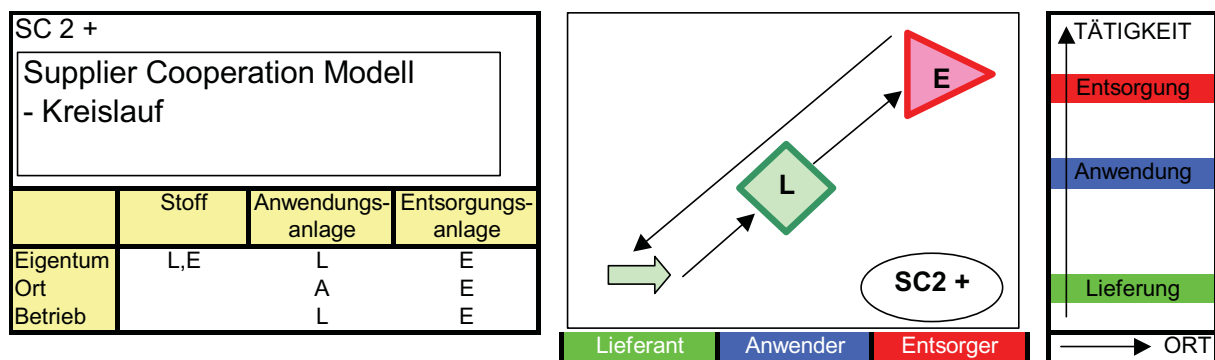 SC 2 +
Supplier Cooperation Modell
- Kreislauf
Stoff Anwendungs- Entsorgungs-
anlage anlage
Eigentum L,E L E
Ort A E
Betrieb L E
E
L
SC2 +
Lieferant Anwender Entsorger
TÄTIGKEIT
Entsorgung
Anwendung
Lieferung
ORT